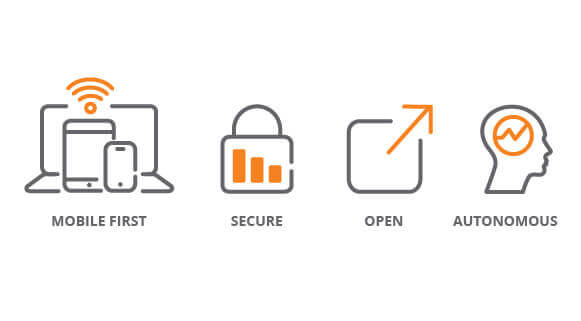 MOBILE FIRST
SECURE
OPEN
AUTONOMOUS